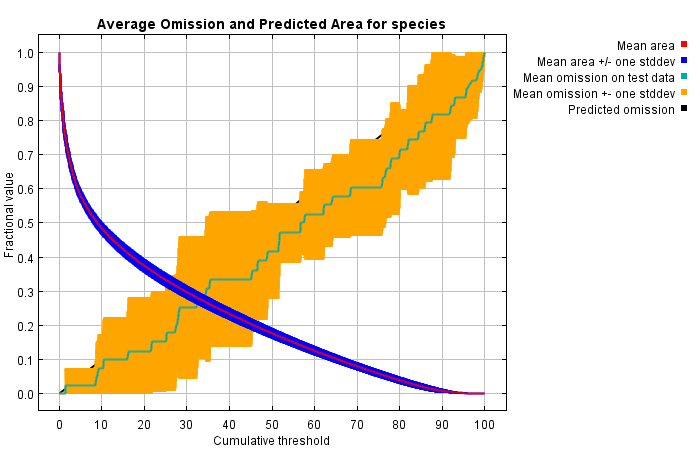 Average Omission and Predicted Area for species
Mean area
Mean area +/- one stddev
Mean omission on test data
Mean omission +- one stddev
Predicted omission
Fractional value
1.0
0.9
0.8
0.7
0.6
0.5
0.4
0.3
0.2
0.1
0.0
0 10 20 30 40 50 60 70 80 90 100
Cumulative threshold